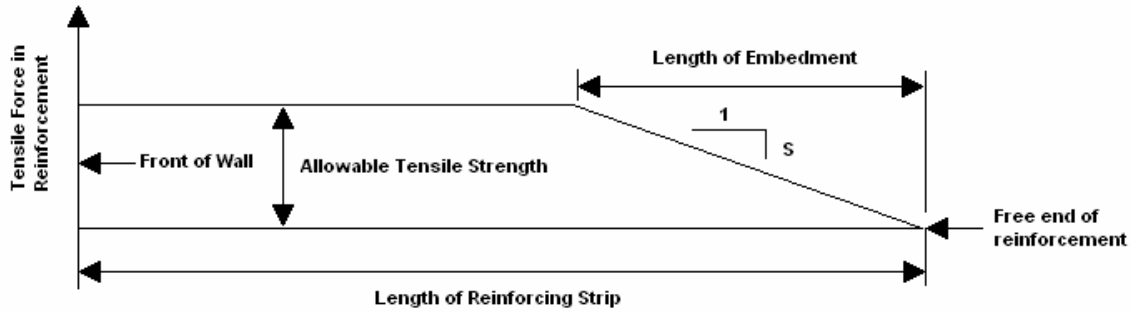 Tensile Force in
Reinforcement
Length of Embedment
1
S
Front of Wall
Allowable Tensile Strength
Free end of
reinforcement
Length of Reinforcing Strip